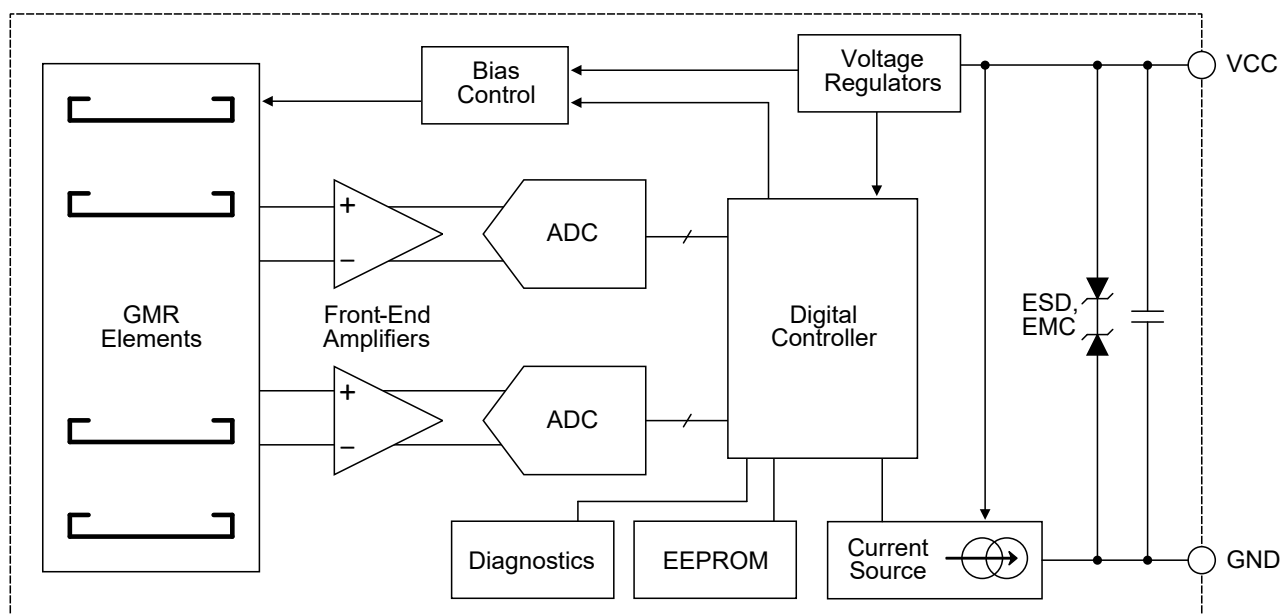 Bias
Control
Voltage
Regulators
VCC
+
−
ADC
GMR
Elements
Front-End
Amplifiers
Digital
Controller
ESD,
EMC
+
−
ADC
Diagnostics
EEPROM
Current
Source
GND